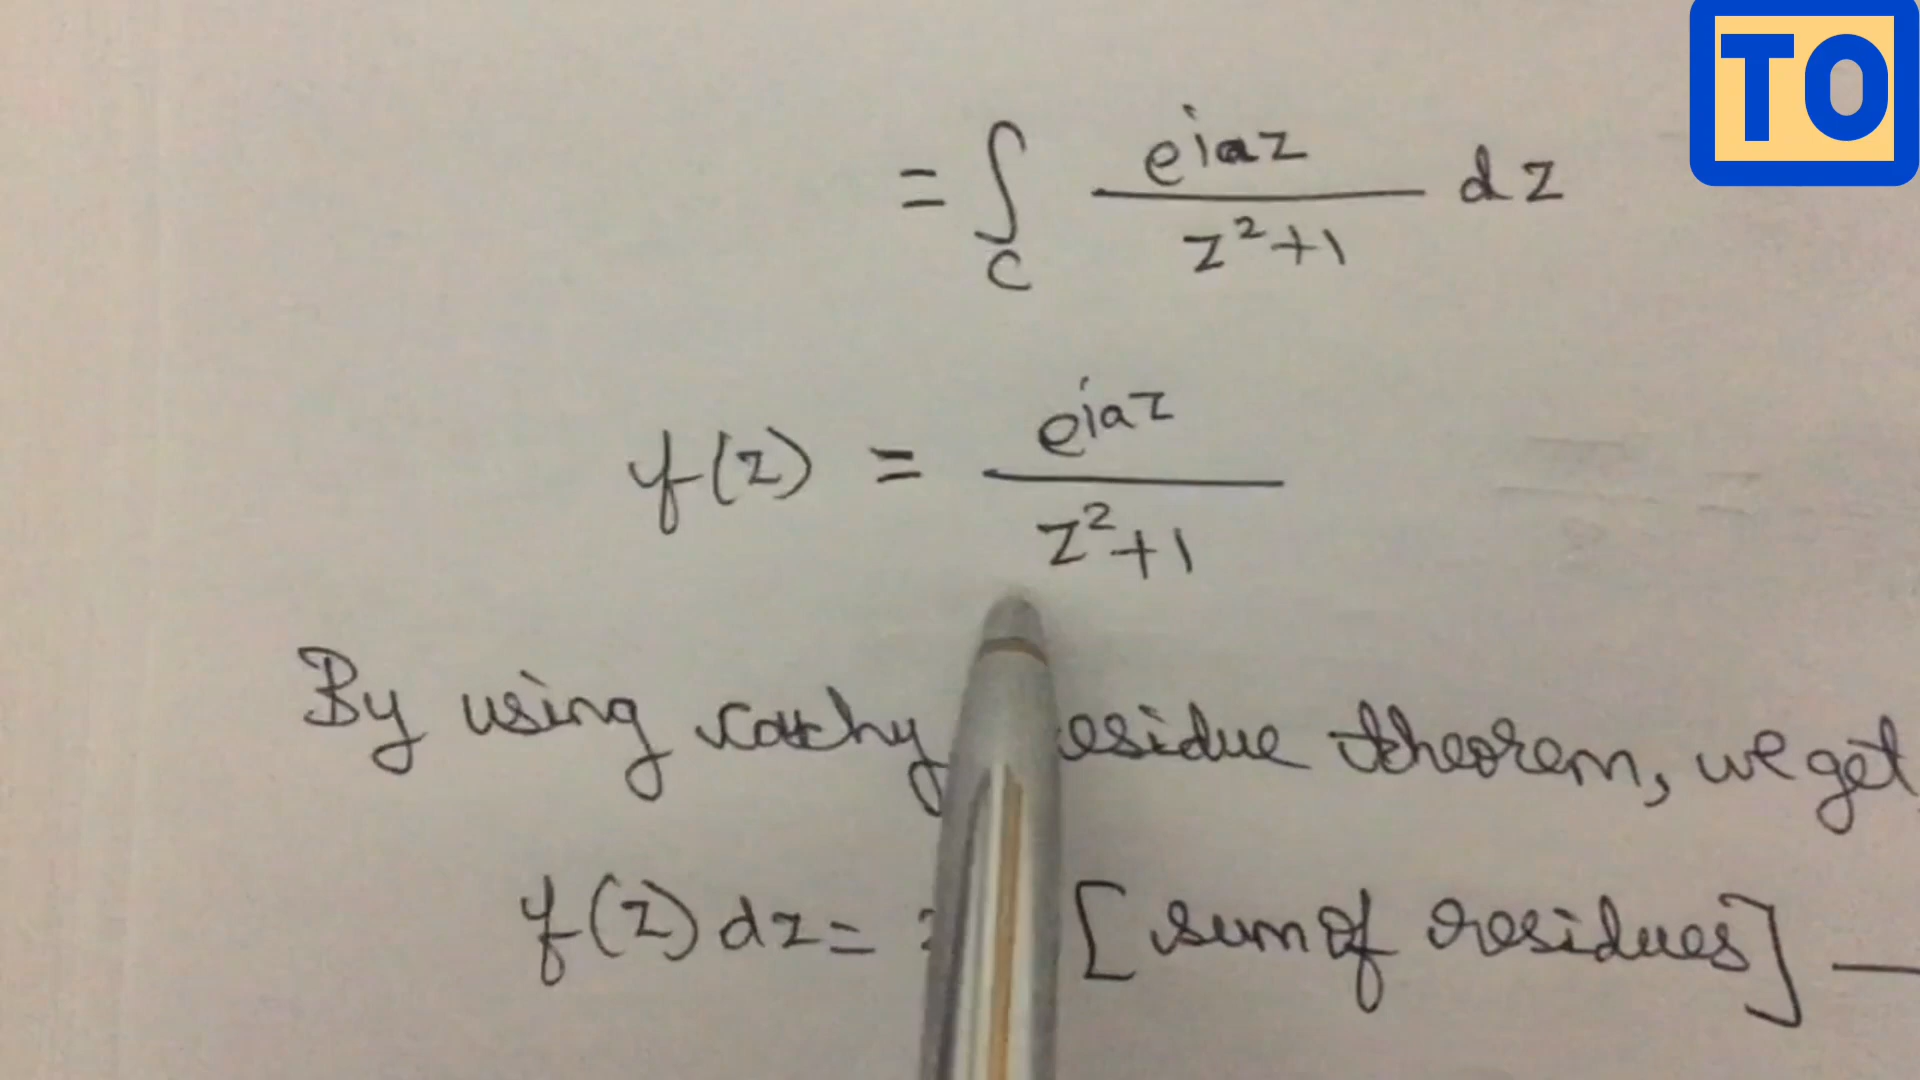 TO
= ∫_C e^{iaz} / z²+1 dz
f(z) = e^{iaz} / z²+1
By using cauchy esidue theorem, we get,
f(z) dz = [sum of residues] —